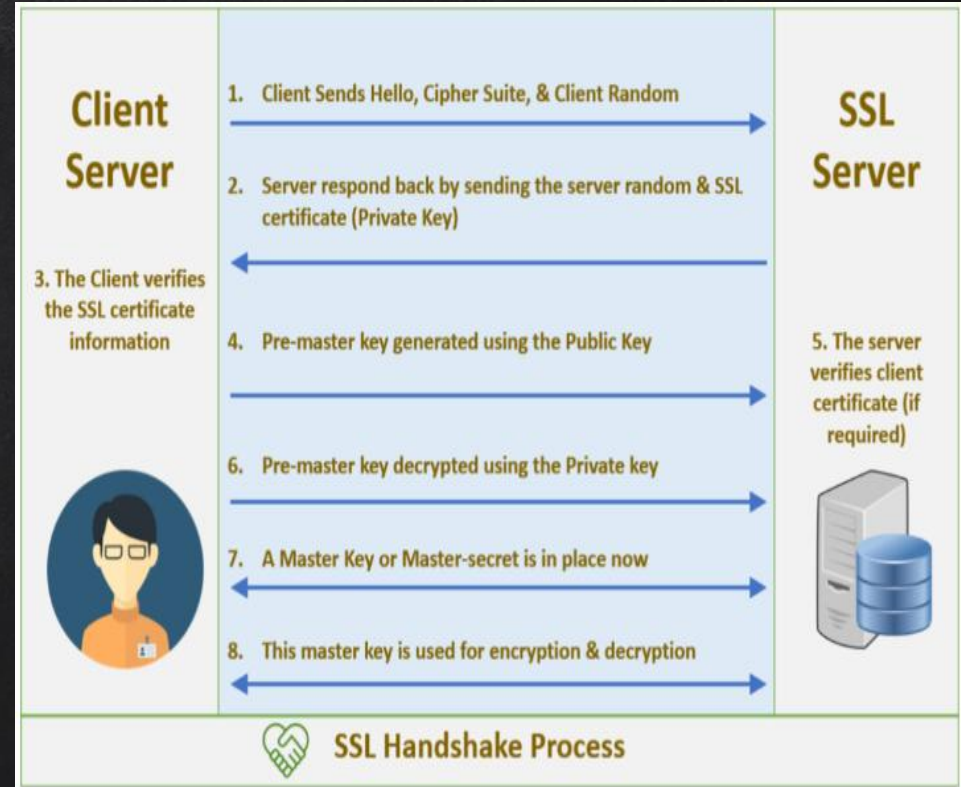 Client
Server
1. Client Sends Hello, Cipher Suite, & Client Random
SSL
Server
2. Server respond back by sending the server random & SSL
certificate (Private Key)
3. The Client verifies
the SSL certificate
information
4. Pre-master key generated using the Public Key
5. The server
verifies client
certificate (if
required)
6. Pre-master key decrypted using the Private key
7. A Master Key or Master-secret is in place now
8. This master key is used for encryption & decryption
SSL Handshake Process